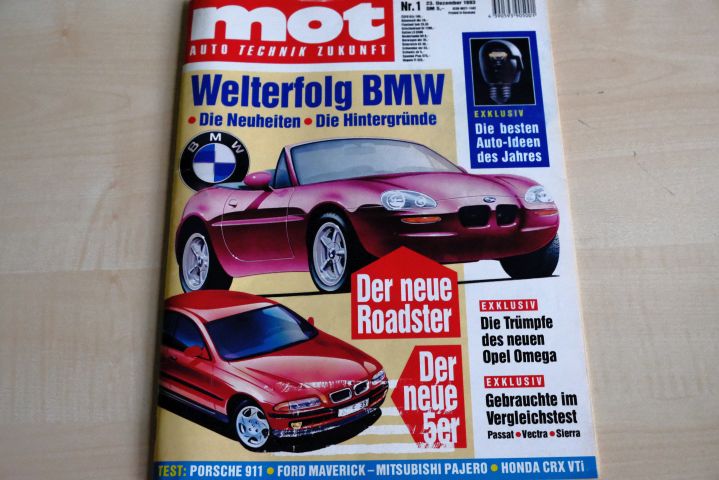 mot
AUTO TECHNIK ZUKUNFT
Nr. 1
23. Dezember 1993
Welterfolg BMW
• Die Neuheiten • Die Hintergründe
BMW
EXKLUSIV
Die besten
Auto-Ideen
des Jahres
Der neue
Roadster
EXKLUSIV
Die Trümpfe
des neuen
Opel Omega
Der
neue
5er
EXKLUSIV
Gebrauchte im
Vergleichstest
Passat • Vectra • Sierra
TEST: PORSCHE 911 • FORD MAVERICK – MITSUBISHI PAJERO • HONDA CRX VTi